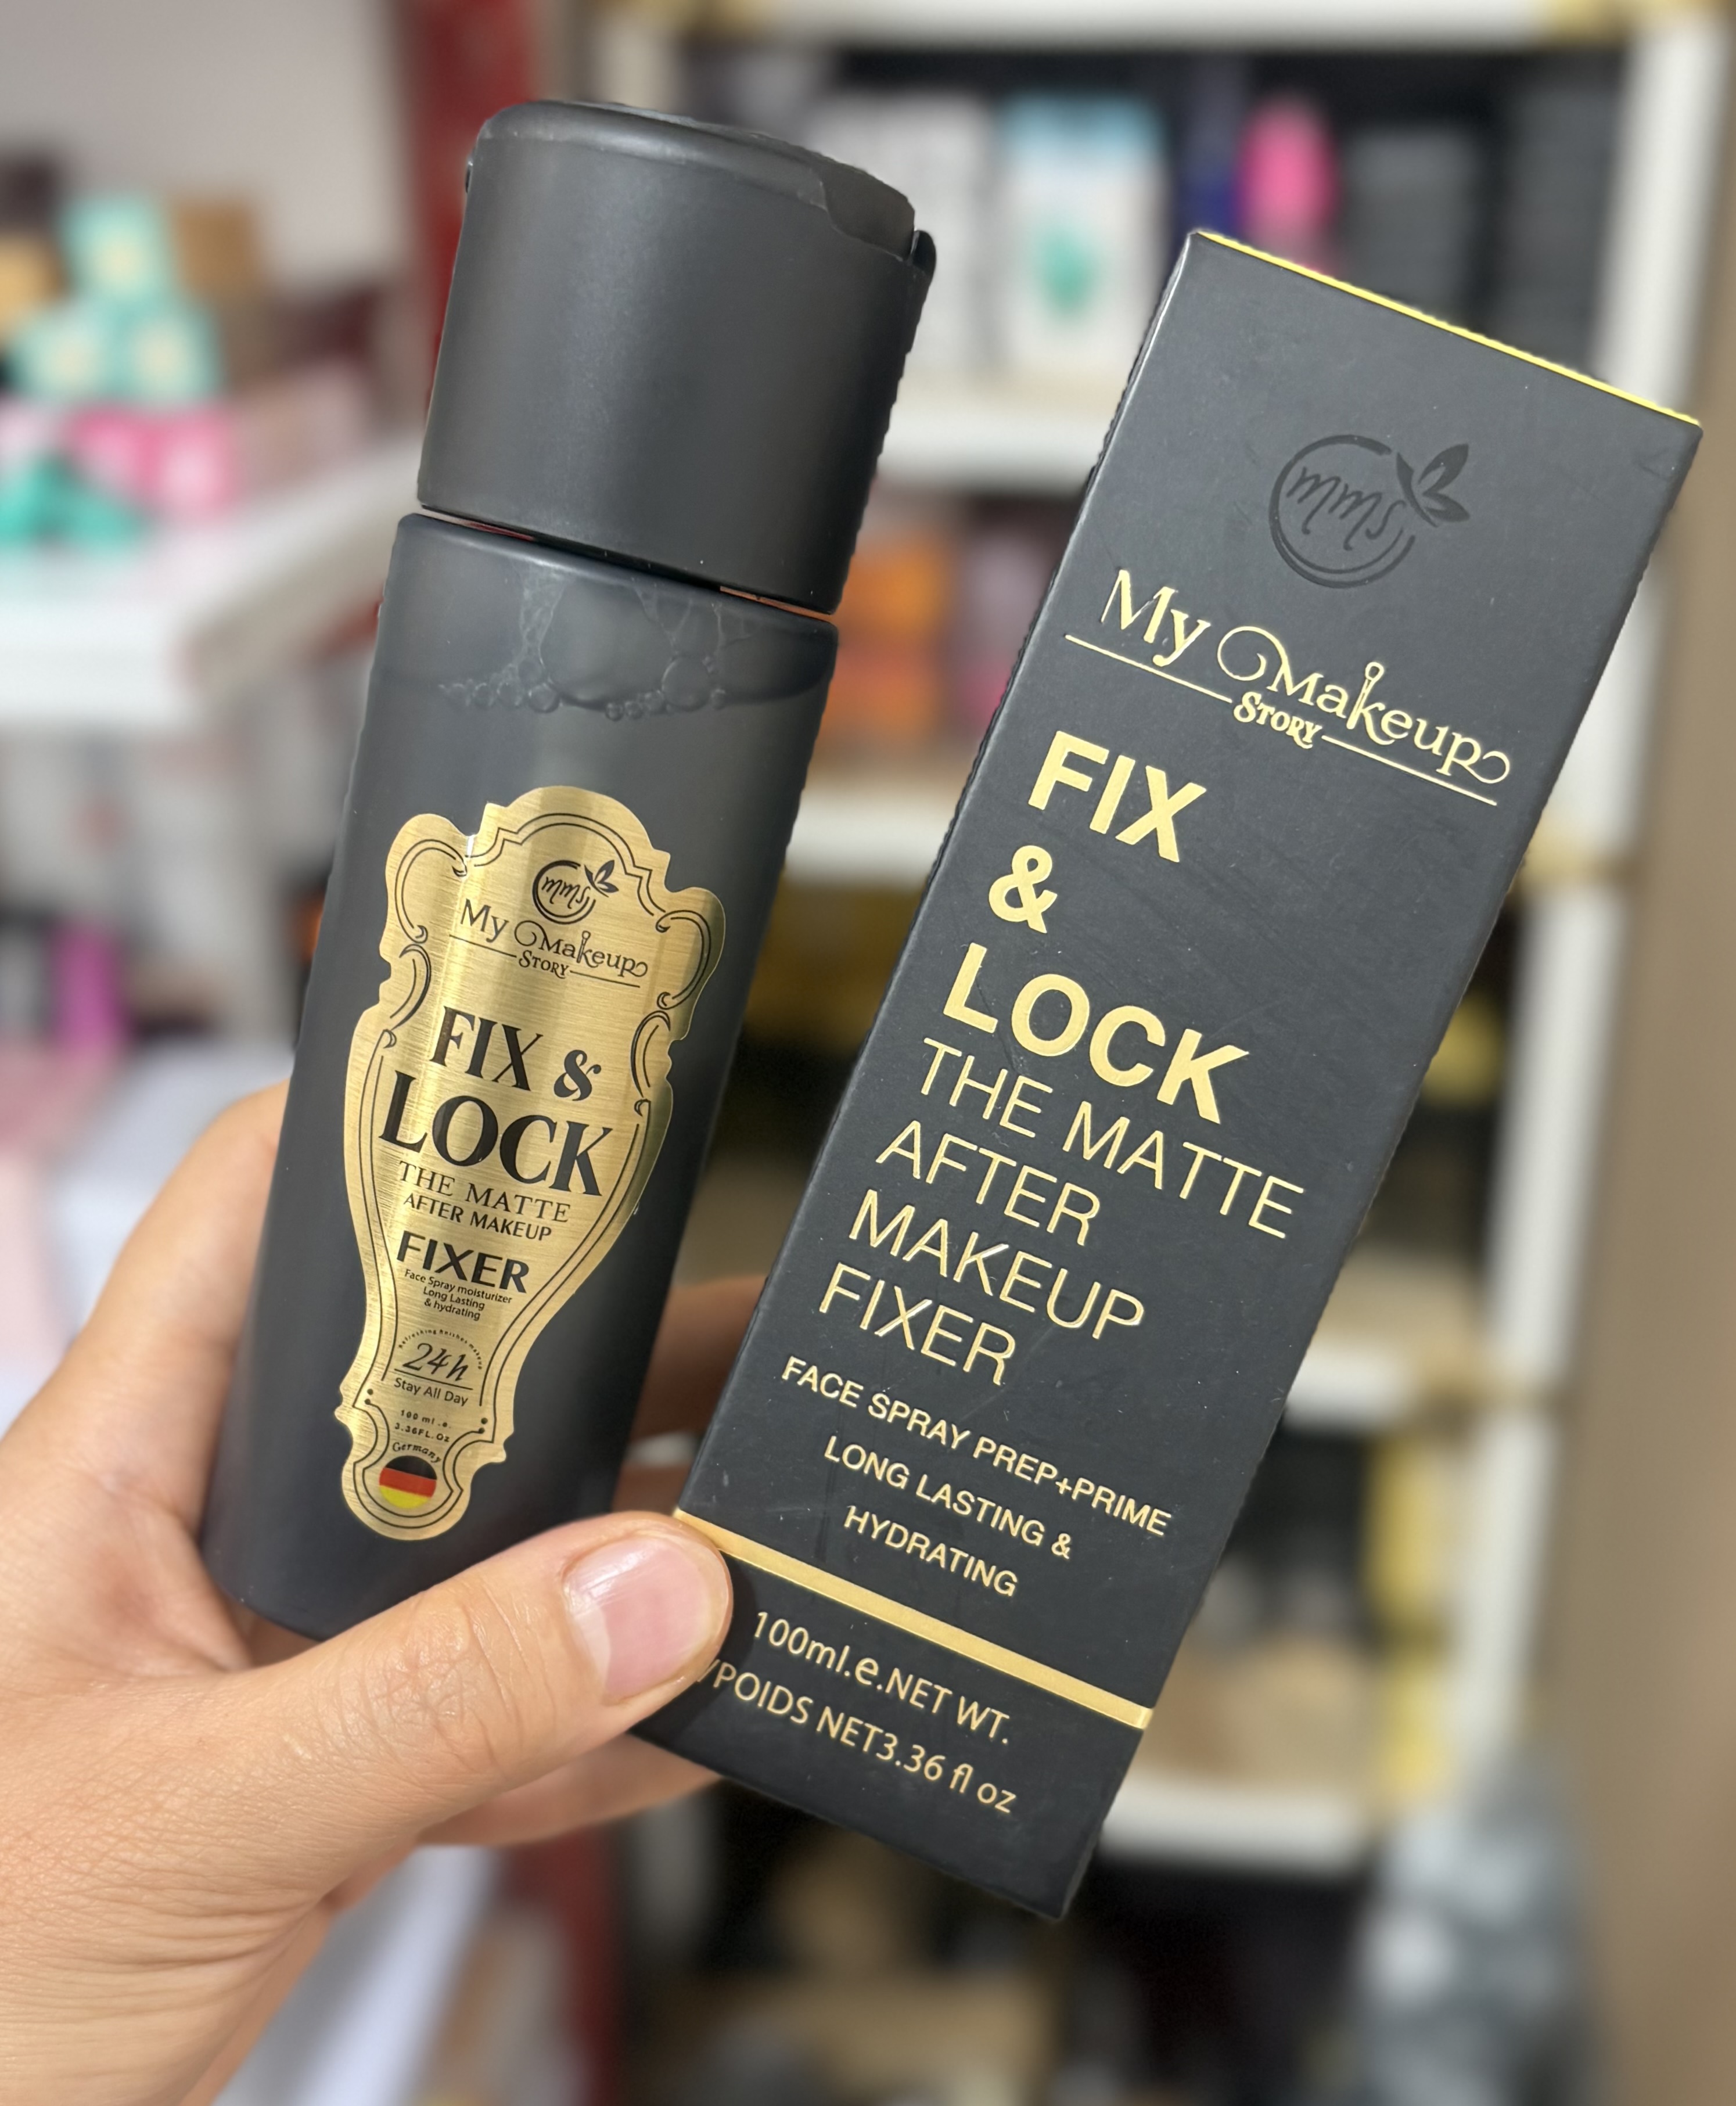 mms
My Makeup
STORY
FIX &
LOCK
THE MATTE
AFTER MAKEUP
FIXER
Face Spray moisturizer
Long Lasting
& hydrating
24h
Stay All Day
100 ml .e.
3.36FL.Oz
Germany
mms
My Makeup
STORY
FIX
&
LOCK
THE MATTE
AFTER
MAKEUP
FIXER
FACE SPRAY PREP+PRIME
LONG LASTING &
HYDRATING
100ml.e.NET WT.
/POIDS NET3.36 fl oz